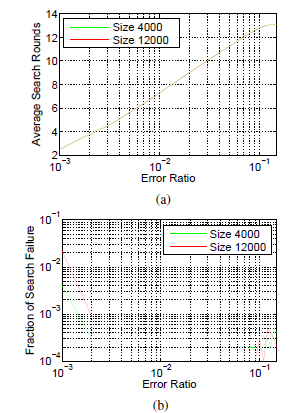 14
12
10
8
6
4
2
Average Search Rounds
Size 4000
Size 12000
10^-3
10^-2
10^-1
Error Ratio
(a)
10^-1
10^-2
10^-3
10^-4
Fraction of Search Failure
Size 4000
Size 12000
10^-3
10^-2
10^-1
Error Ratio
(b)